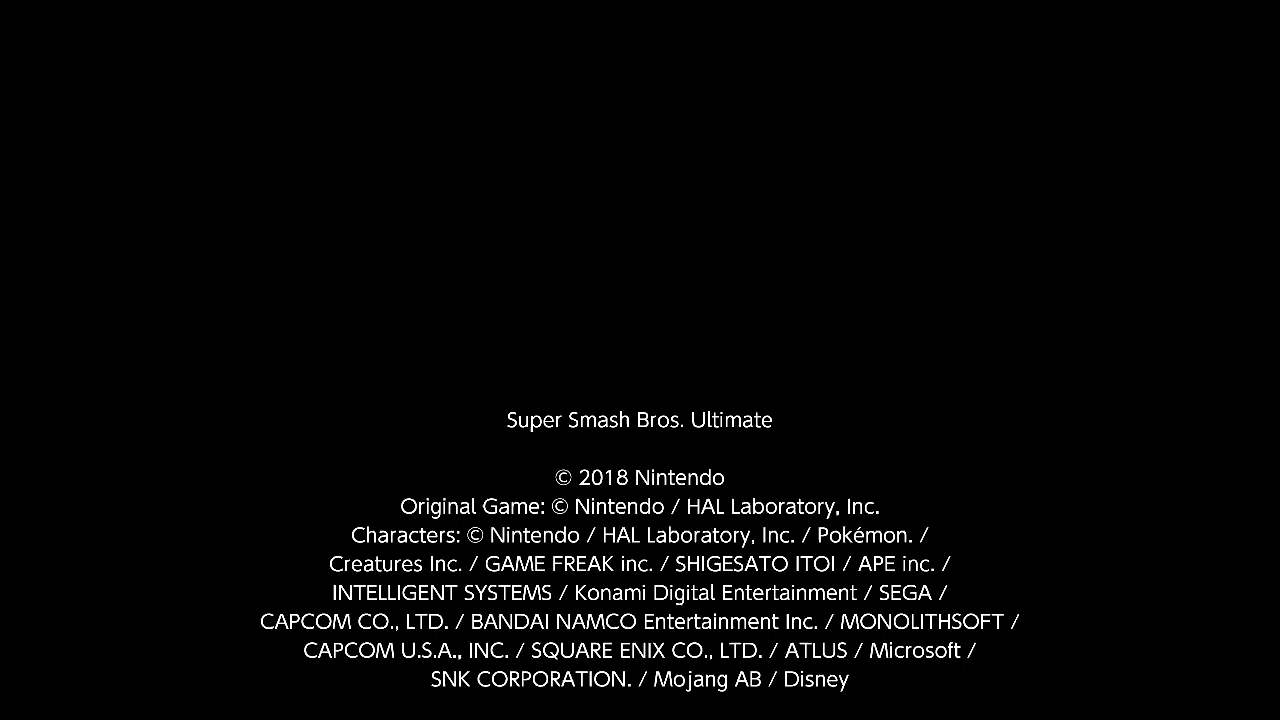 Super Smash Bros. Ultimate
© 2018 Nintendo
Original Game: © Nintendo / HAL Laboratory, Inc.
Characters: © Nintendo / HAL Laboratory, Inc. / Pokémon. /
Creatures Inc. / GAME FREAK inc. / SHIGESATO ITOI / APE inc. /
INTELLIGENT SYSTEMS / Konami Digital Entertainment / SEGA /
CAPCOM CO., LTD. / BANDAI NAMCO Entertainment Inc. / MONOLITHSOFT /
CAPCOM U.S.A., INC. / SQUARE ENIX CO., LTD. / ATLUS / Microsoft /
SNK CORPORATION. / Mojang AB / Disney